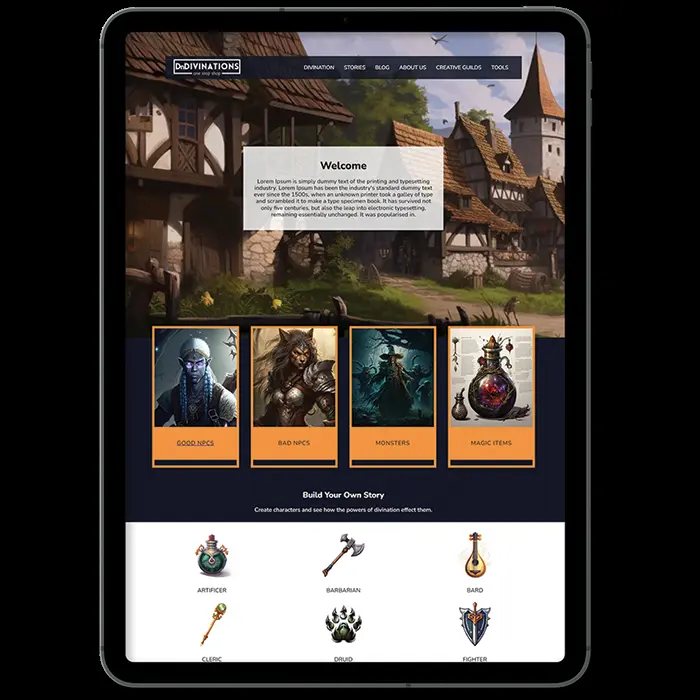 DnDIVINATIONS
one stop shop
DIVINATION STORIES BLOG ABOUT US CREATIVE GUILDS TOOLS
Welcome
Lorem Ipsum is simply dummy text of the printing and typesetting
industry. Lorem Ipsum has been the industry's standard dummy text
ever since the 1500s, when an unknown printer took a galley of type
and scrambled it to make a type specimen book. It has survived not
only five centuries, but also the leap into electronic typesetting,
remaining essentially unchanged. It was popularised in.
GOOD NPCS BAD NPCS MONSTERS MAGIC ITEMS
Build Your Own Story
Create characters and see how the powers of divination effect them.
ARTIFICER BARBARIAN BARD
CLERIC DRUID FIGHTER